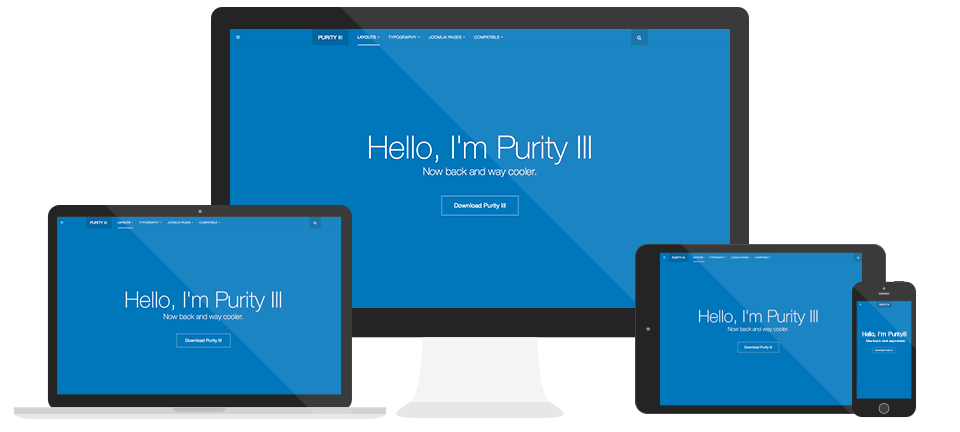 PURITY III LAYOUTS TYPOGRAPHY JOOMLA! PAGES COMPATIBLE
Hello, I'm Purity III
Now back and way cooler.
Download Purity III
PURITY III LAYOUTS TYPOGRAPHY JOOMLA! PAGES COMPATIBLE
Hello, I'm Purity III
Now back and way cooler.
Download Purity III
PURITY III LAYOUTS TYPOGRAPHY JOOMLA! PAGES COMPATIBLE
Hello, I'm Purity III
Now back and way cooler.
Download Purity III
PURITY III
Hello, I'm PurityIII
Now back and way cooler.
Download Purity III